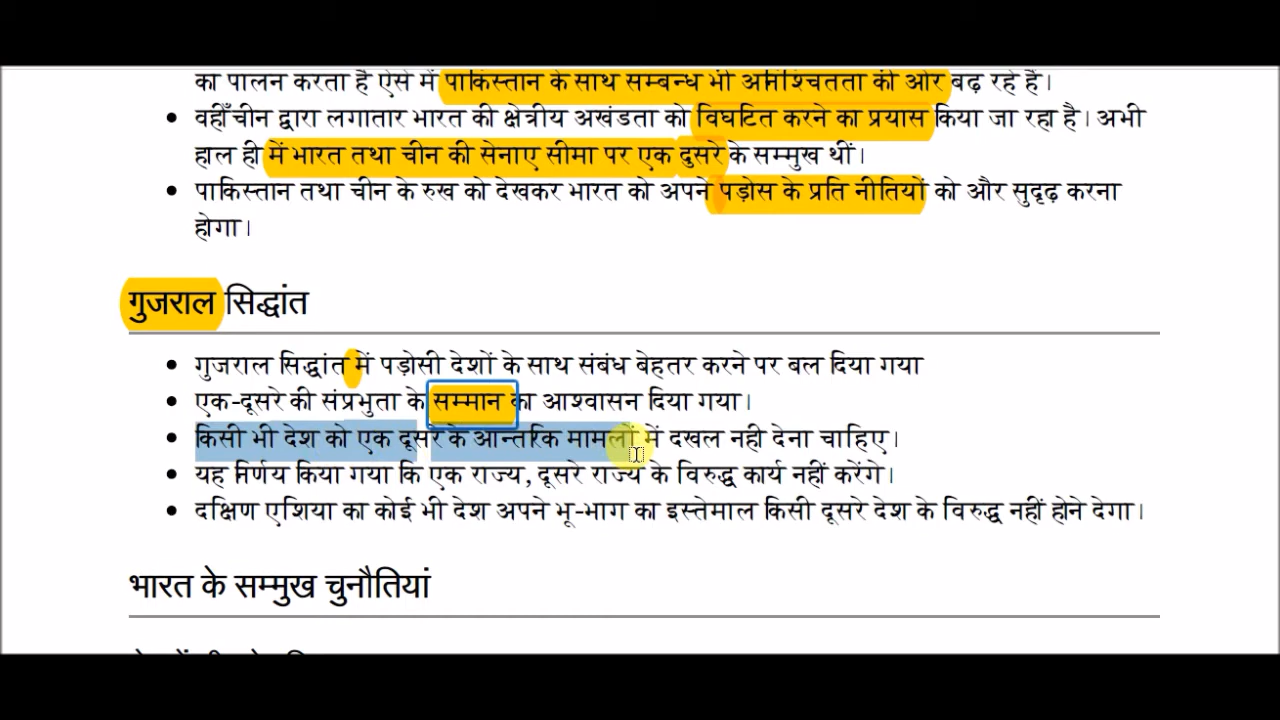 का पालन करता है ऐसे में पाकिस्तान के साथ सम्बन्ध भी अनिश्चितता की ओर बढ़ रहे हैं।
वहीँ चीन द्वारा लगातार भारत की क्षेत्रीय अखंडता को विघटित करने का प्रयास किया जा रहा है। अभी
हाल ही में भारत तथा चीन की सेनाए सीमा पर एक दुसरे के सम्मुख थीं।
पाकिस्तान तथा चीन के रुख को देखकर भारत को अपने पड़ोस के प्रति नीतियों को और सुदृढ़ करना
होगा।
गुजराल सिद्धांत
गुजराल सिद्धांत में पड़ोसी देशों के साथ संबंध बेहतर करने पर बल दिया गया
एक-दूसरे की संप्रभुता के सम्मान का आश्वासन दिया गया।
किसी भी देश को एक दूसरे के आन्तरिक मामलों में दखल नही देना चाहिए।
यह निर्णय किया गया कि एक राज्य, दूसरे राज्य के विरुद्ध कार्य नहीं करेंगे।
दक्षिण एशिया का कोई भी देश अपने भू-भाग का इस्तेमाल किसी दूसरे देश के विरुद्ध नहीं होने देगा।
भारत के सम्मुख चुनौतियां